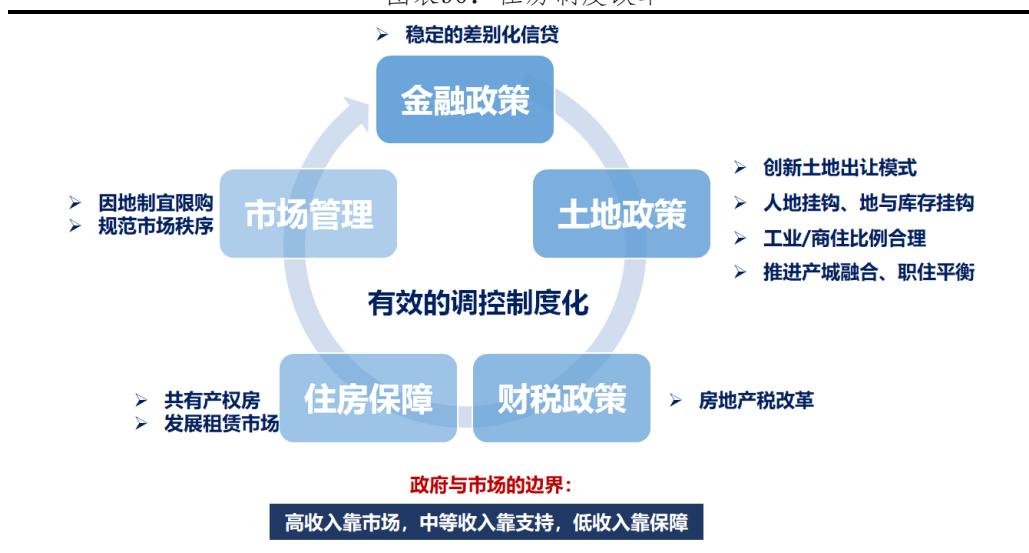 稳定的差别化信贷
金融政策
市场管理
因地制宜限购
规范市场秩序
土地政策
创新土地出让模式
人地挂钩、地与库存挂钩
工业/商住比例合理
推进产城融合、职住平衡
有效的调控制度化
住房保障
共有产权房
发展租赁市场
财税政策
房地产税改革
政府与市场的边界：
高收入靠市场，中等收入靠支持，低收入靠保障